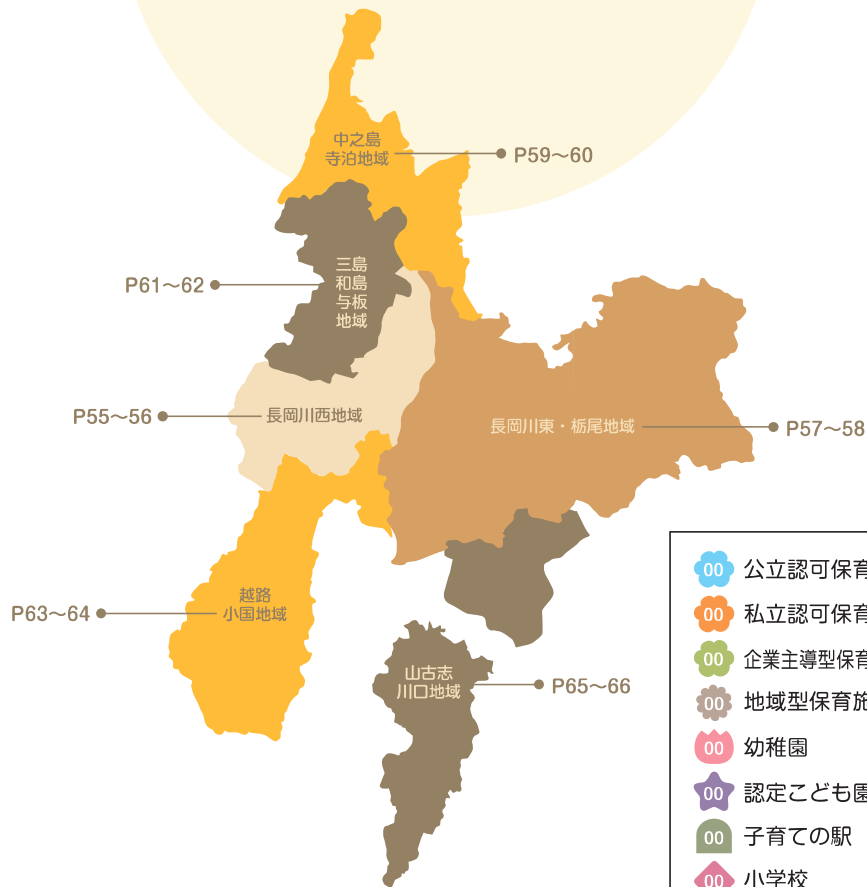 中之島
寺泊地域
P59〜60
三島
和島
与板
地域
P61〜62
長岡川西地域
P55〜56
長岡川東・栃尾地域
P57〜58
越路
小国地域
P63〜64
山古志
川口地域
P65〜66
00 公立認可保育
00 私立認可保育
00 企業主導型保育
00 地域型保育施
00 幼稚園
00 認定こども園
00 子育ての駅
00 小学校